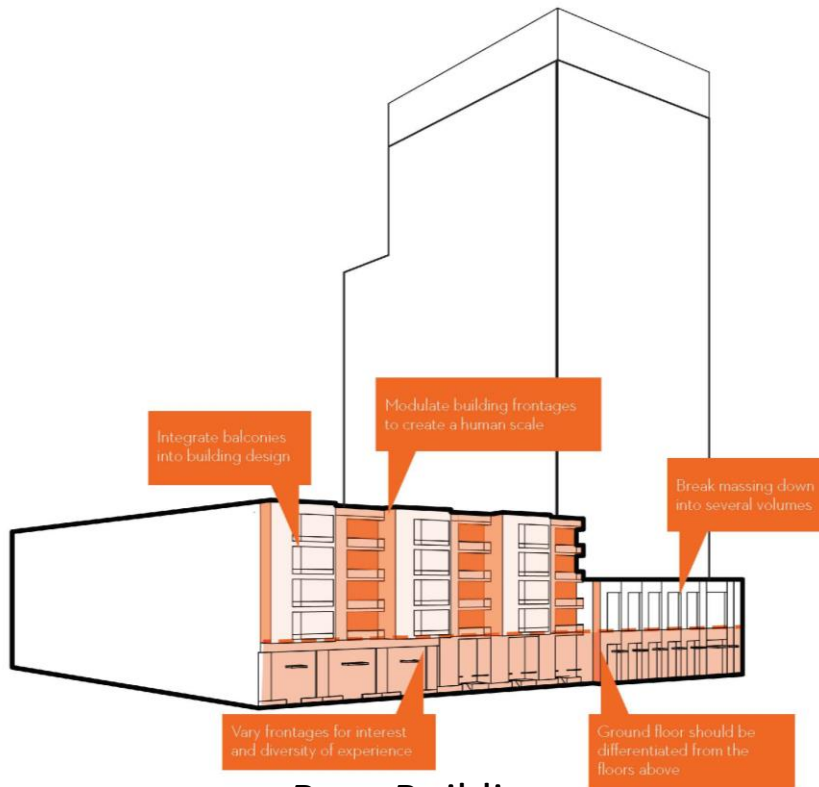 Modulate building frontages
to create a human scale
Integrate balconies
into building design
Break massing down
into several volumes
Vary frontages for interest
and diversity of experience
Ground floor should be
differentiated from the
floors above